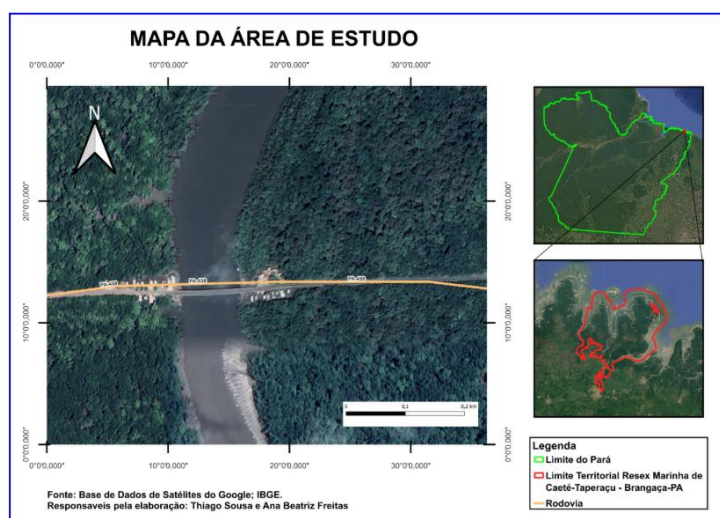 MAPA DA ÁREA DE ESTUDO
0°0'0,000" 10°0'0,000" 20°0'0,000" 30°0'0,000"
N
20°0'0,000" 20°0'0,000"
10°0'0,000" 10°0'0,000"
0°0'0,000" 0°0'0,000"
0 0,1 0,2 km
0°0'0,000" 10°0'0,000" 20°0'0,000" 30°0'0,000"
Fonte: Base de Dados de Satélites do Google; IBGE.
Responsaveis pela elaboração: Thiago Sousa e Ana Beatriz Freitas
Legenda
Limite do Pará
Limite Territorial Resex Marinha de
Caeté-Taperaçu - Brangaça-PA
Rodovia